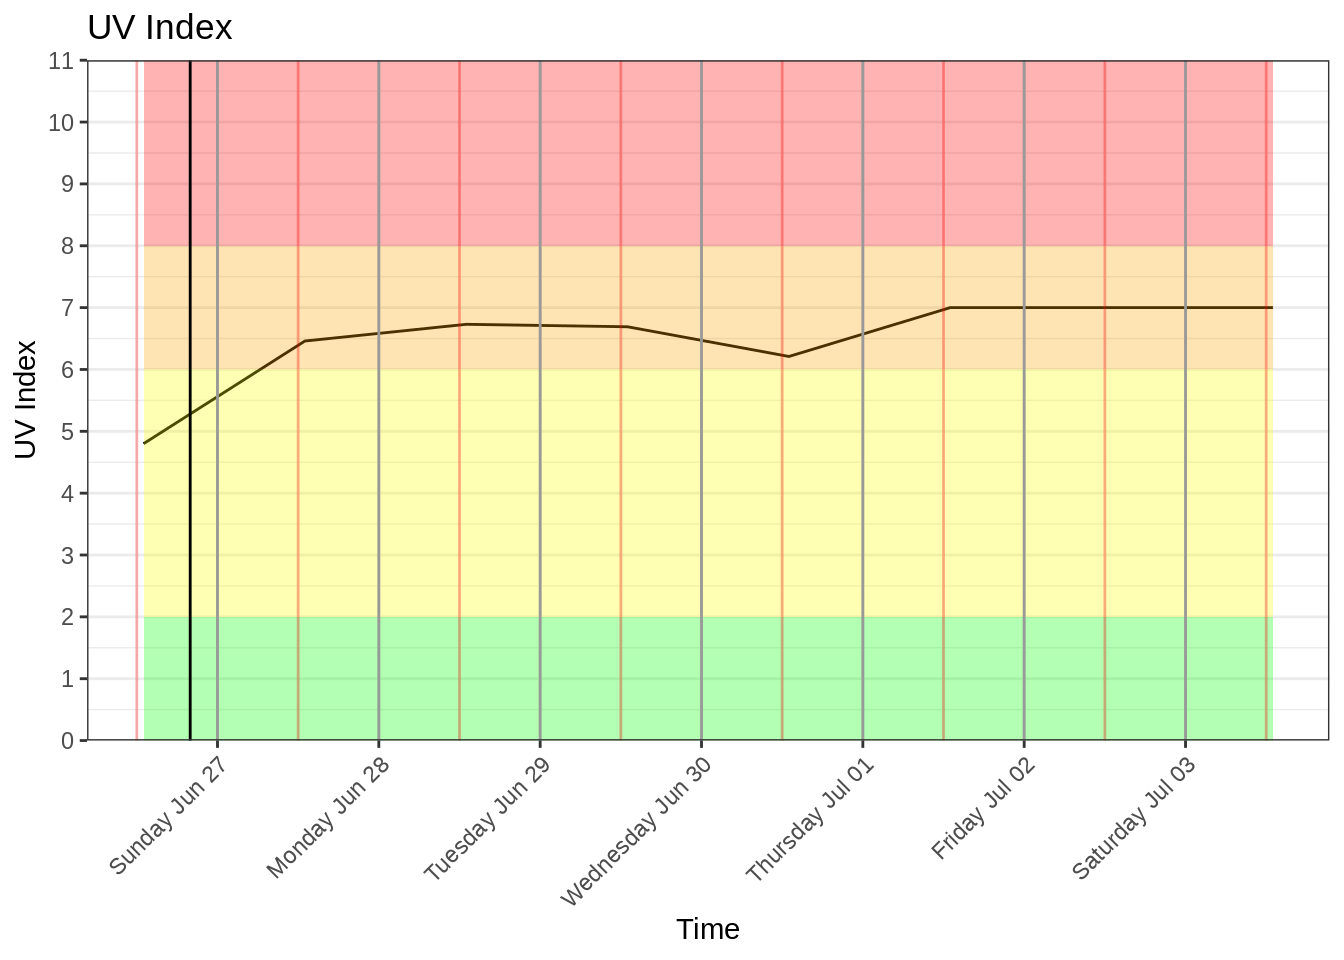 UV Index
11
10
9
8
7
6
5
4
3
2
1
0
UV Index
Sunday Jun 27
Monday Jun 28
Tuesday Jun 29
Wednesday Jun 30
Thursday Jul 01
Friday Jul 02
Saturday Jul 03
Time